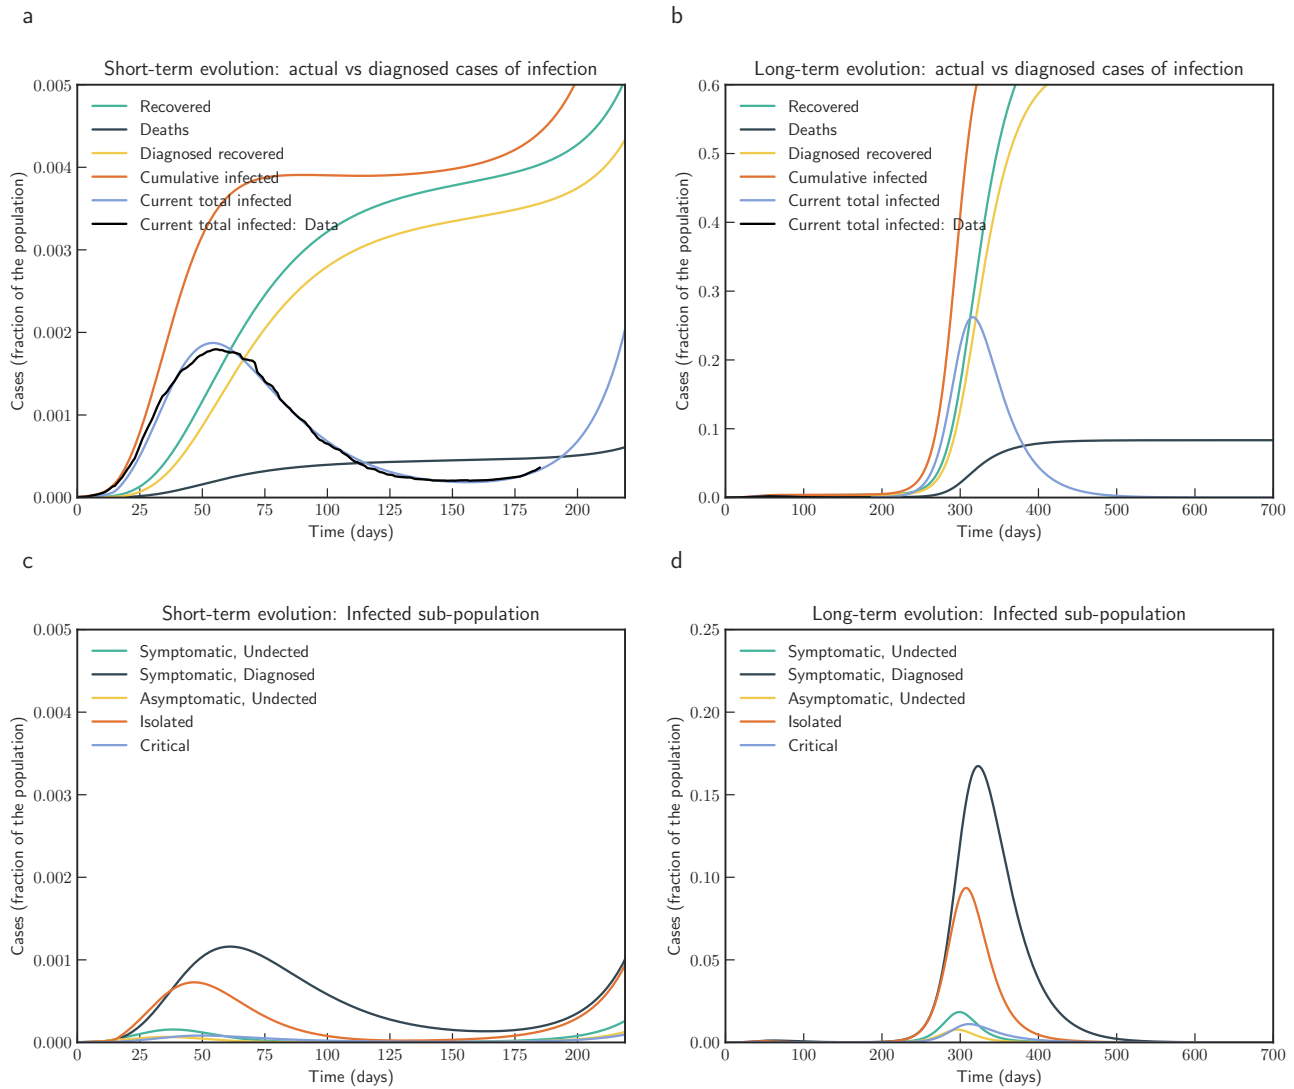 a
Short-term evolution: actual vs diagnosed cases of infection
0.005
0.004
0.003
0.002
0.001
0.000
Cases (fraction of the population)
Recovered
Deaths
Diagnosed recovered
Cumulative infected
Current total infected
Current total infected: Data
0 25 50 75 100 125 150 175 200
Time (days)
b
Long-term evolution: actual vs diagnosed cases of infection
0.6
0.5
0.4
0.3
0.2
0.1
0.0
Cases (fraction of the population)
Recovered
Deaths
Diagnosed recovered
Cumulative infected
Current total infected
Current total infected: Data
0 100 200 300 400 500 600 700
Time (days)
c
Short-term evolution: Infected sub-population
0.005
0.004
0.003
0.002
0.001
0.000
Cases (fraction of the population)
Symptomatic, Undected
Symptomatic, Diagnosed
Asymptomatic, Undected
Isolated
Critical
0 25 50 75 100 125 150 175 200
Time (days)
d
Long-term evolution: Infected sub-population
0.25
0.20
0.15
0.10
0.05
0.00
Cases (fraction of the population)
Symptomatic, Undected
Symptomatic, Diagnosed
Asymptomatic, Undected
Isolated
Critical
0 100 200 300 400 500 600 700
Time (days)